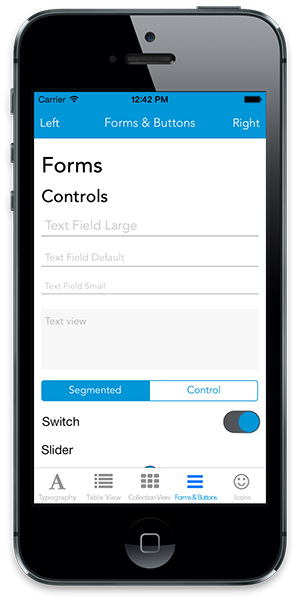 Carrier 12:42 PM
Left Forms & Buttons Right
Forms
Controls
Text Field Large
Text Field Default
Text Field Small
Text view
Segmented Control
Switch
Slider
A
Typography Table View Collection View Forms & Buttons Icons